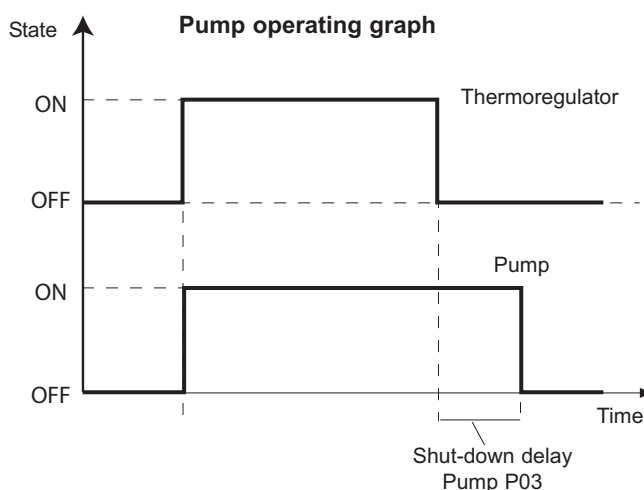 Pump operating graph
State
ON
Thermoregulator
OFF
Pump
ON
OFF
Time
Shut-down delay
Pump P03